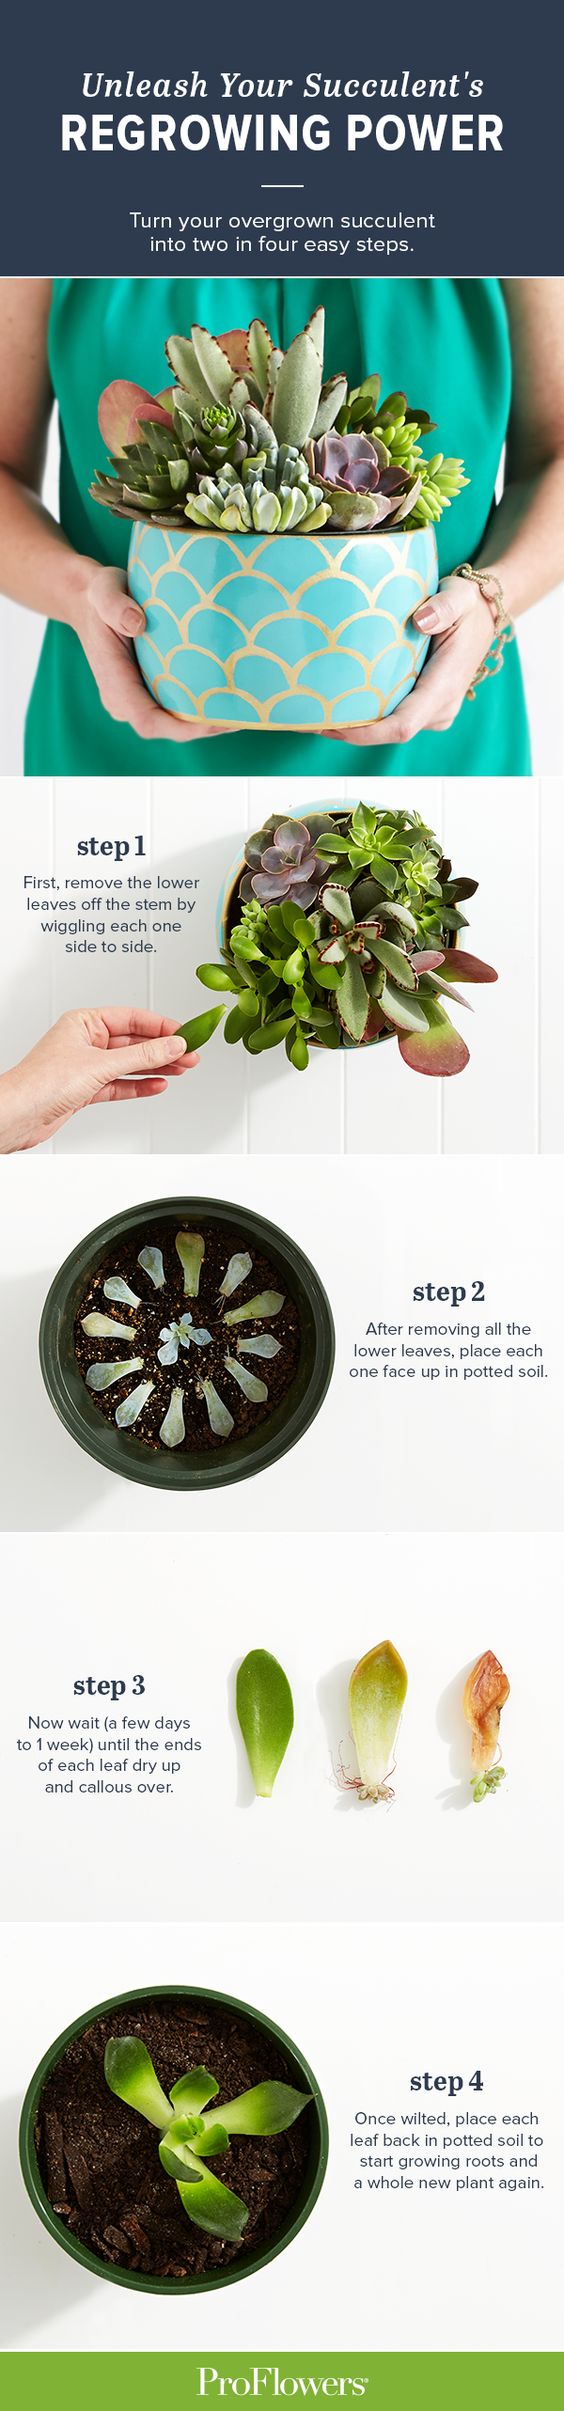 Unleash Your Succulent's
REGROWING POWER
Turn your overgrown succulent
into two in four easy steps.
step 1
First, remove the lower
leaves off the stem by
wiggling each one
side to side.
step 2
After removing all the
lower leaves, place each
one face up in potted soil.
step 3
Now wait (a few days
to 1 week) until the ends
of each leaf dry up
and callous over.
step 4
Once wilted, place each
leaf back in potted soil to
start growing roots and
a whole new plant again.
ProFlowers®